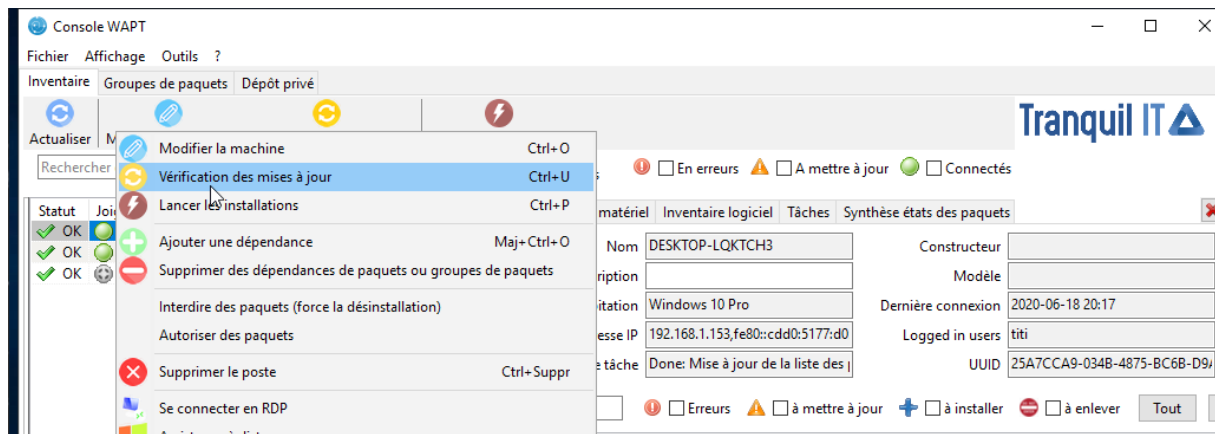 Console WAPT
Fichier Affichage Outils ?
Inventaire Groupes de paquets Dépôt privé
Actualiser
Tranquil IT
Rechercher
En erreurs A mettre à jour Connectés
Modifier la machine Ctrl+O
Vérification des mises à jour Ctrl+U
Lancer les installations Ctrl+P
Ajouter une dépendance Maj+Ctrl+O
Supprimer des dépendances de paquets ou groupes de paquets
Interdire des paquets (force la désinstallation)
Autoriser des paquets
Supprimer le poste Ctrl+Suppr
Se connecter en RDP
Statut
OK
OK
OK
matériel Inventaire logiciel Tâches Synthèse états des paquets
Nom DESKTOP-LQKTCH3 Constructeur
ription Modèle
itation Windows 10 Pro Dernière connexion 2020-06-18 20:17
esse IP 192.168.1.153,fe80::cdd0:5177:d0 Logged in users titi
tâche Done: Mise à jour de la liste des UUID 25A7CCA9-034B-4875-BC6B-D9
Erreurs à mettre à jour à installer à enlever Tout